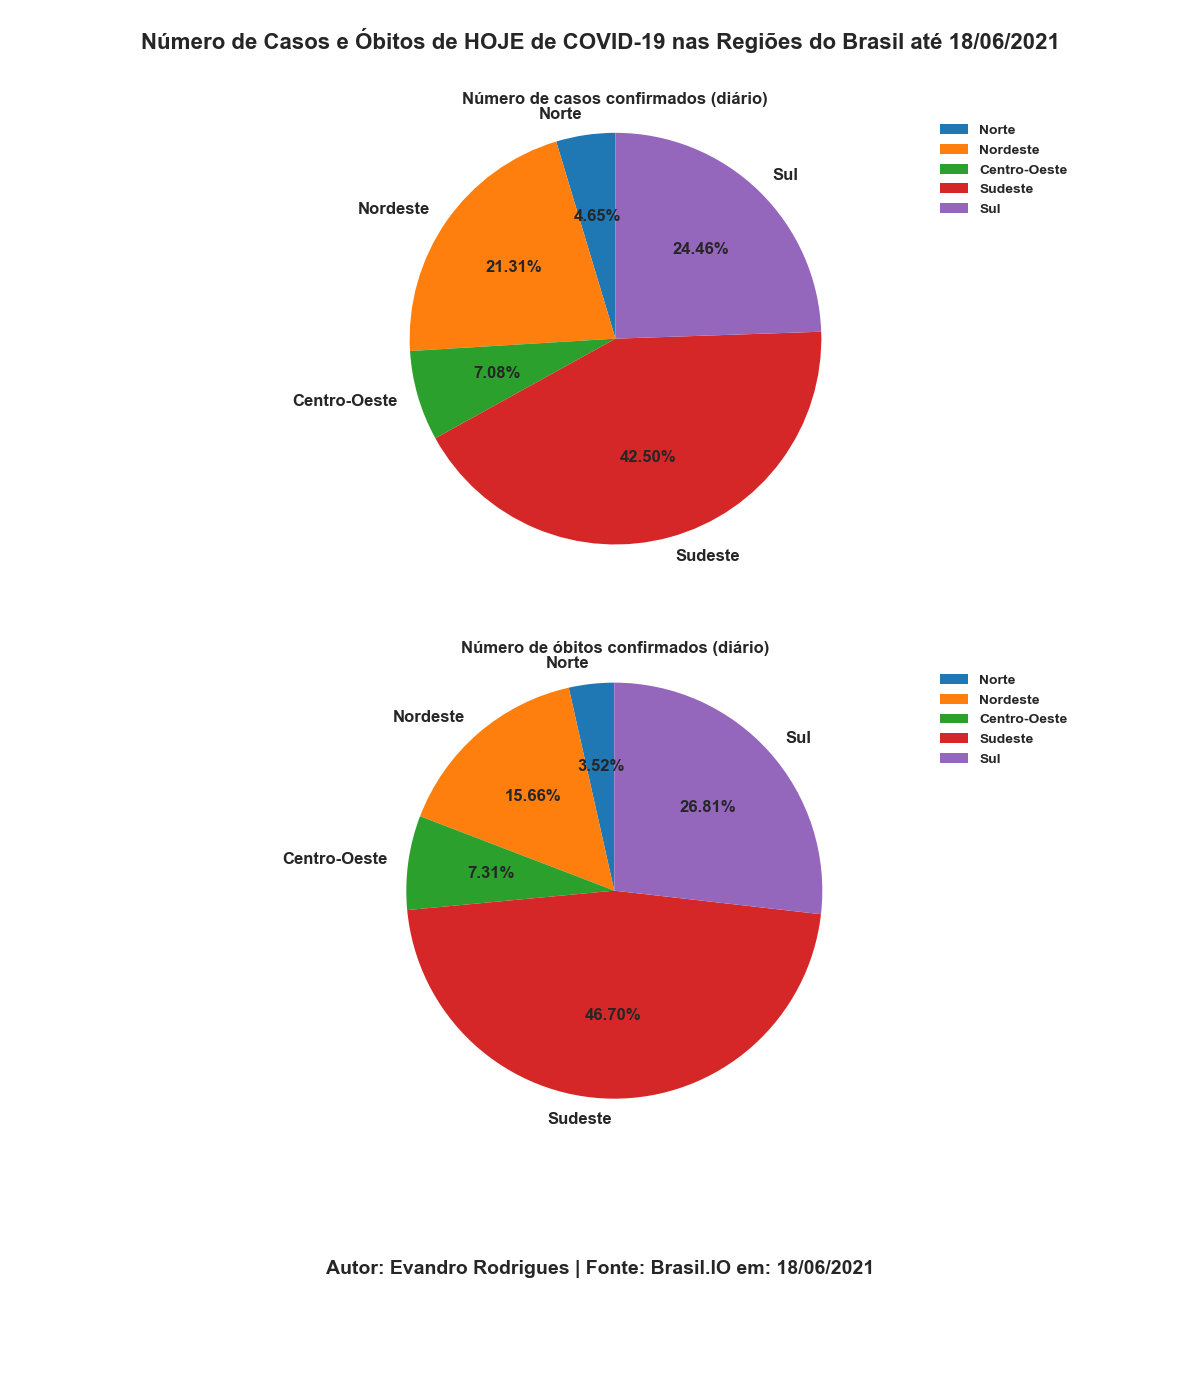 Número de Casos e Óbitos de HOJE de COVID-19 nas Regiões do Brasil até 18/06/2021
Número de casos confirmados (diário)
Norte
Nordeste
Centro-Oeste
Sudeste
Sul
4.65%
21.31%
7.08%
42.50%
24.46%
Norte
Nordeste
Centro-Oeste
Sudeste
Sul
Número de óbitos confirmados (diário)
Norte
Nordeste
Centro-Oeste
Sudeste
Sul
3.52%
15.66%
7.31%
46.70%
26.81%
Norte
Nordeste
Centro-Oeste
Sudeste
Sul
Autor: Evandro Rodrigues | Fonte: Brasil.IO em: 18/06/2021